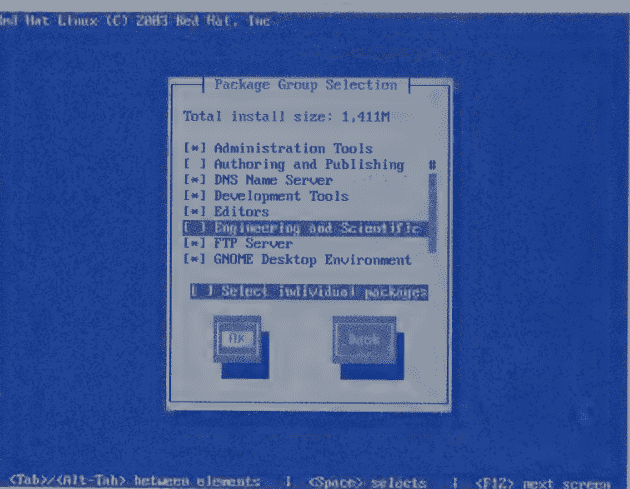 Red Hat Linux (C) 2003 Red Hat, Inc
Package Group Selection
Total install size: 1,411M
[*] Administration Tools
[ ] Authoring and Publishing #
[*] DNS Name Server
[*] Development Tools
[*] Editors
[ ] Engineering and Scientific
[*] FTP Server
[*] GNOME Desktop Environment
[ ] Select individual packages
OK Back
<Tab>/<Alt-Tab> between elements | <Space> selects | <F12> next screen